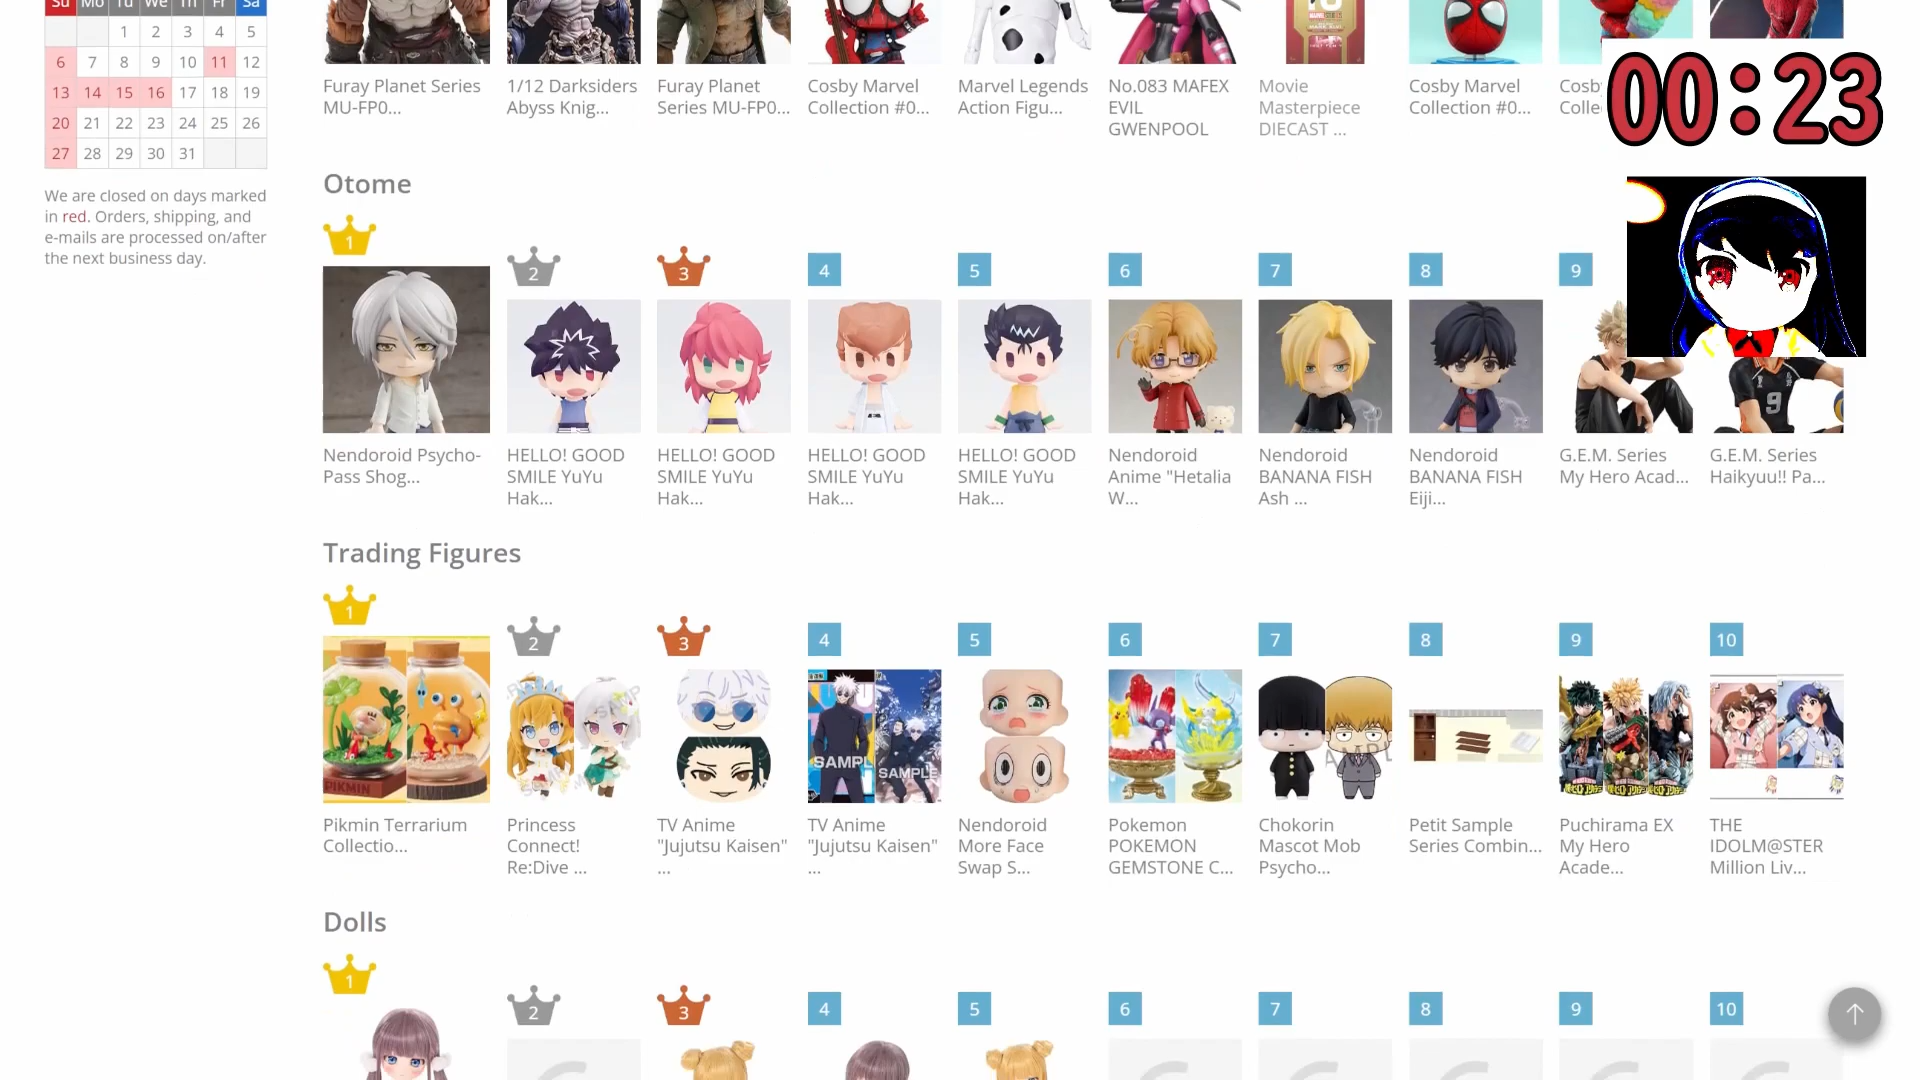 Su Mo Tu We Th Fr Sa
1 2 3 4 5
6 7 8 9 10 11 12
13 14 15 16 17 18 19
20 21 22 23 24 25 26
27 28 29 30 31
We are closed on days marked
in red. Orders, shipping, and
e-mails are processed on/after
the next business day.
00:23
Furay Planet Series
MU-FP0...
1/12 Darksiders
Abyss Knig...
Furay Planet
Series MU-FP0...
Cosby Marvel
Collection #0...
Marvel Legends
Action Figu...
No.083 MAFEX
EVIL
GWENPOOL
Movie
Masterpiece
DIECAST ...
Cosby Marvel
Collection #0...
Otome
1
2
3
4
5
6
7
8
9
9
Nendoroid Psycho-
Pass Shog...
HELLO! GOOD
SMILE YuYu
Hak...
HELLO! GOOD
SMILE YuYu
Hak...
HELLO! GOOD
SMILE YuYu
Hak...
HELLO! GOOD
SMILE YuYu
Hak...
Nendoroid
Anime "Hetalia
W...
Nendoroid
BANANA FISH
Ash ...
Nendoroid
BANANA FISH
Eiji...
G.E.M. Series
My Hero Acad...
G.E.M. Series
Haikyuu!! Pa...
Trading Figures
1
2
3
4
5
6
7
8
9
10
PIKMIN
SAMPL
SAMPLE
Pikmin Terrarium
Collectio...
Princess
Connect!
Re:Dive ...
TV Anime
"Jujutsu Kaisen"
...
TV Anime
"Jujutsu Kaisen"
...
Nendoroid
More Face
Swap S...
Pokemon
POKEMON
GEMSTONE C...
Chokorin
Mascot Mob
Psycho...
Petit Sample
Series Combin...
Puchirama EX
My Hero
Acade...
THE
IDOLM@STER
Million Liv...
Dolls
1
2
3
4
5
6
7
8
9
10